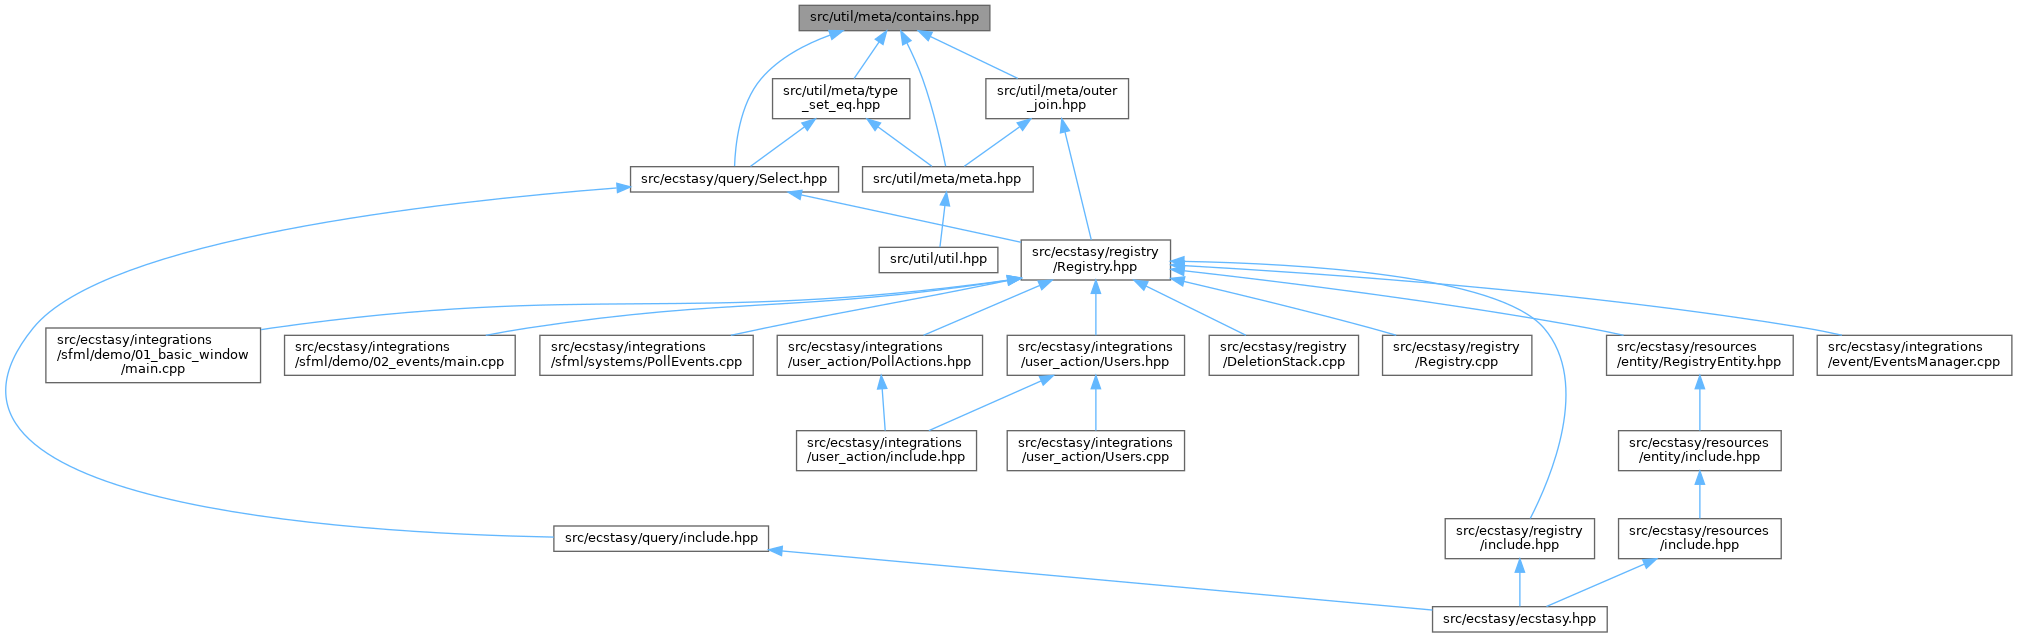 src/util/meta/contains.hpp
src/util/meta/type
_set_eq.hpp
src/util/meta/outer
_join.hpp
src/ecstasy/query/Select.hpp
src/util/meta/meta.hpp
src/util/util.hpp
src/ecstasy/registry
/Registry.hpp
src/ecstasy/integrations
/sfml/demo/01_basic_window
/main.cpp
src/ecstasy/integrations
/sfml/demo/02_events/main.cpp
src/ecstasy/integrations
/sfml/systems/PollEvents.cpp
src/ecstasy/integrations
/user_action/PollActions.hpp
src/ecstasy/integrations
/user_action/Users.hpp
src/ecstasy/registry
/DeletionStack.cpp
src/ecstasy/registry
/Registry.cpp
src/ecstasy/resources
/entity/RegistryEntity.hpp
src/ecstasy/integrations
/event/EventsManager.cpp
src/ecstasy/integrations
/user_action/include.hpp
src/ecstasy/integrations
/user_action/Users.cpp
src/ecstasy/resources
/entity/include.hpp
src/ecstasy/query/include.hpp
src/ecstasy/registry
/include.hpp
src/ecstasy/resources
/include.hpp
src/ecstasy/ecstasy.hpp